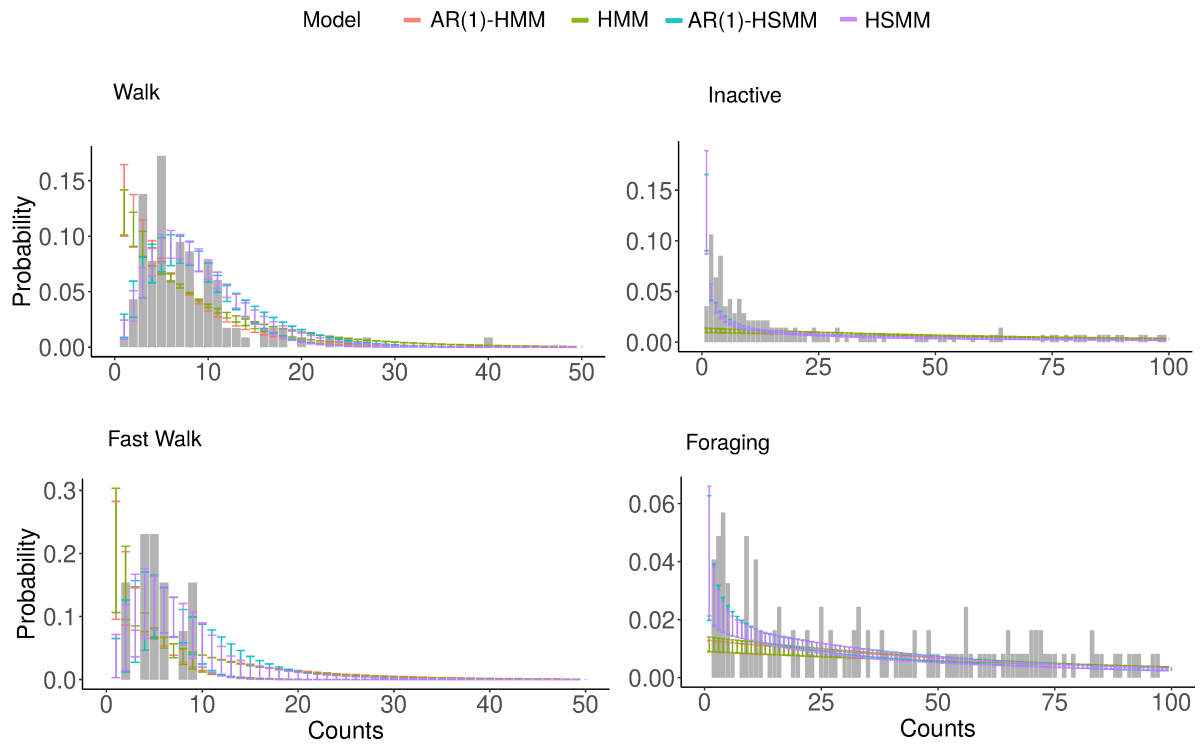 Model AR(1)-HMM HMM AR(1)-HSMM HSMM
Walk
Probability
0.15
0.10
0.05
0.00
0 10 20 30 40 50
Inactive
0.15
0.10
0.05
0.00
0 25 50 75 100
Fast Walk
Probability
0.3
0.2
0.1
0.0
0 10 20 30 40 50
Counts
Foraging
0.06
0.04
0.02
0.00
0 25 50 75 100
Counts